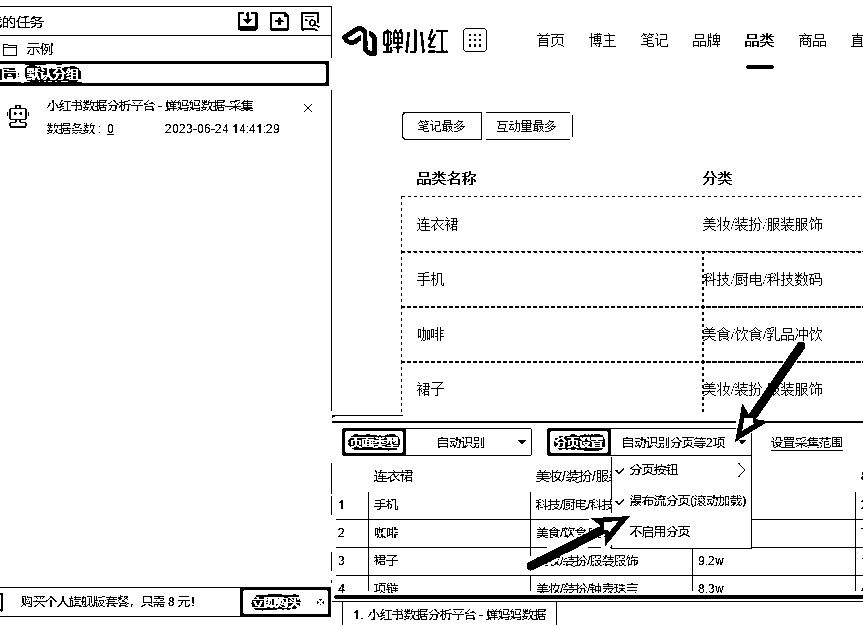 的任务
示例
默认分组
小红书数据分析平台 - 蝉妈妈数据-采集
数据条数：0 2023-06-24 14:41:29
购买个人旗舰版套餐，只需 8 元！ 立即购买
蝉小红 首页 博主 笔记 品牌 品类 商品 直
笔记最多 互动量最多
品类名称 分类
连衣裙 美妆/装扮/服装服饰
手机 科技/厨电/科技数码
咖啡 美食/饮食/乳品冲饮
裙子 美妆/装扮/服装服饰
页面类型 自动识别 分页设置 自动识别分页等2项 设置采集范围
分页按钮
瀑布流分页(滚动加载)
不启用分页
连衣裙 美妆/装扮/服
1 手机 科技/厨电/科技
2 咖啡 美食/饮食
3 裙子 美妆/装扮/服装服饰 9.2w
4 项链 美妆/装扮/钟表珠宝 8.3w
1. 小红书数据分析平台 - 蝉妈妈数据